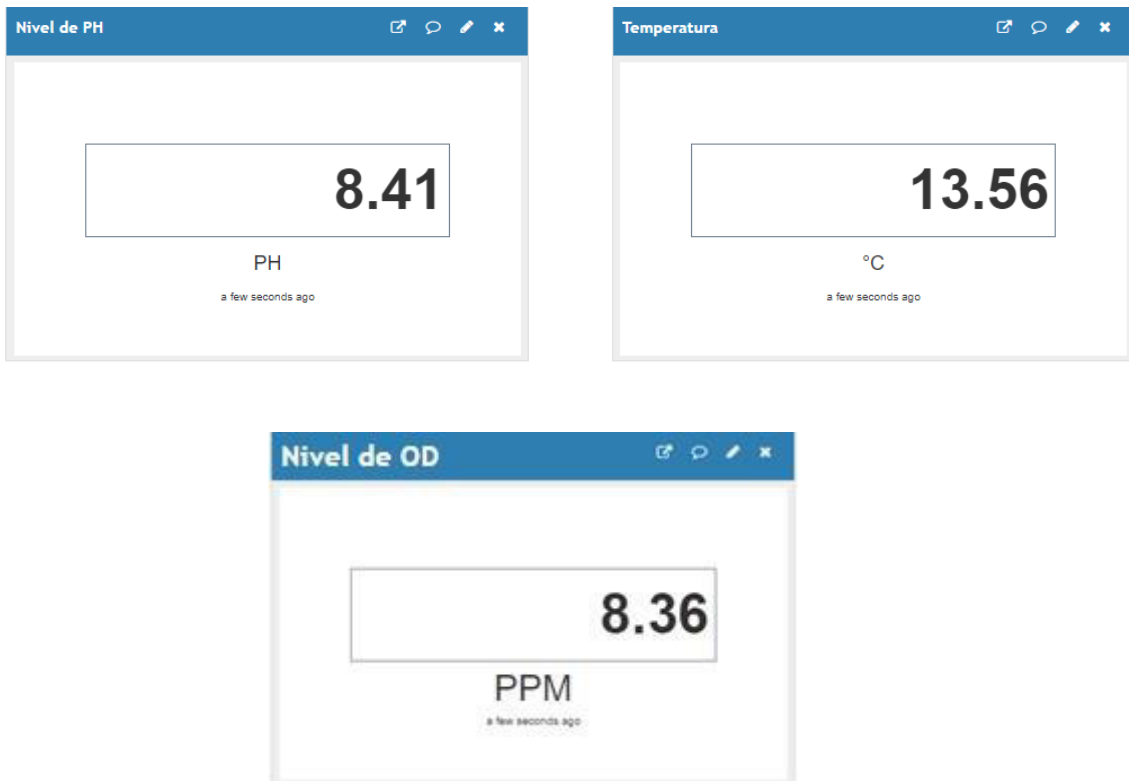 Nivel de PH
8.41
PH
a few seconds ago
Temperatura
13.56
°C
a few seconds ago
Nivel de OD
8.36
PPM
a few seconds ago